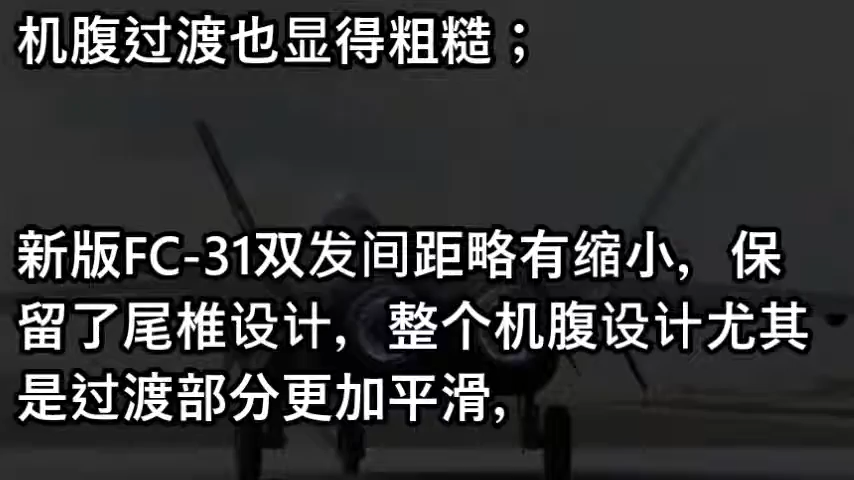 机腹过渡也显得粗糙；
新版FC-31双发间距略有缩小，保
留了尾椎设计，整个机腹设计尤其
是过渡部分更加平滑，